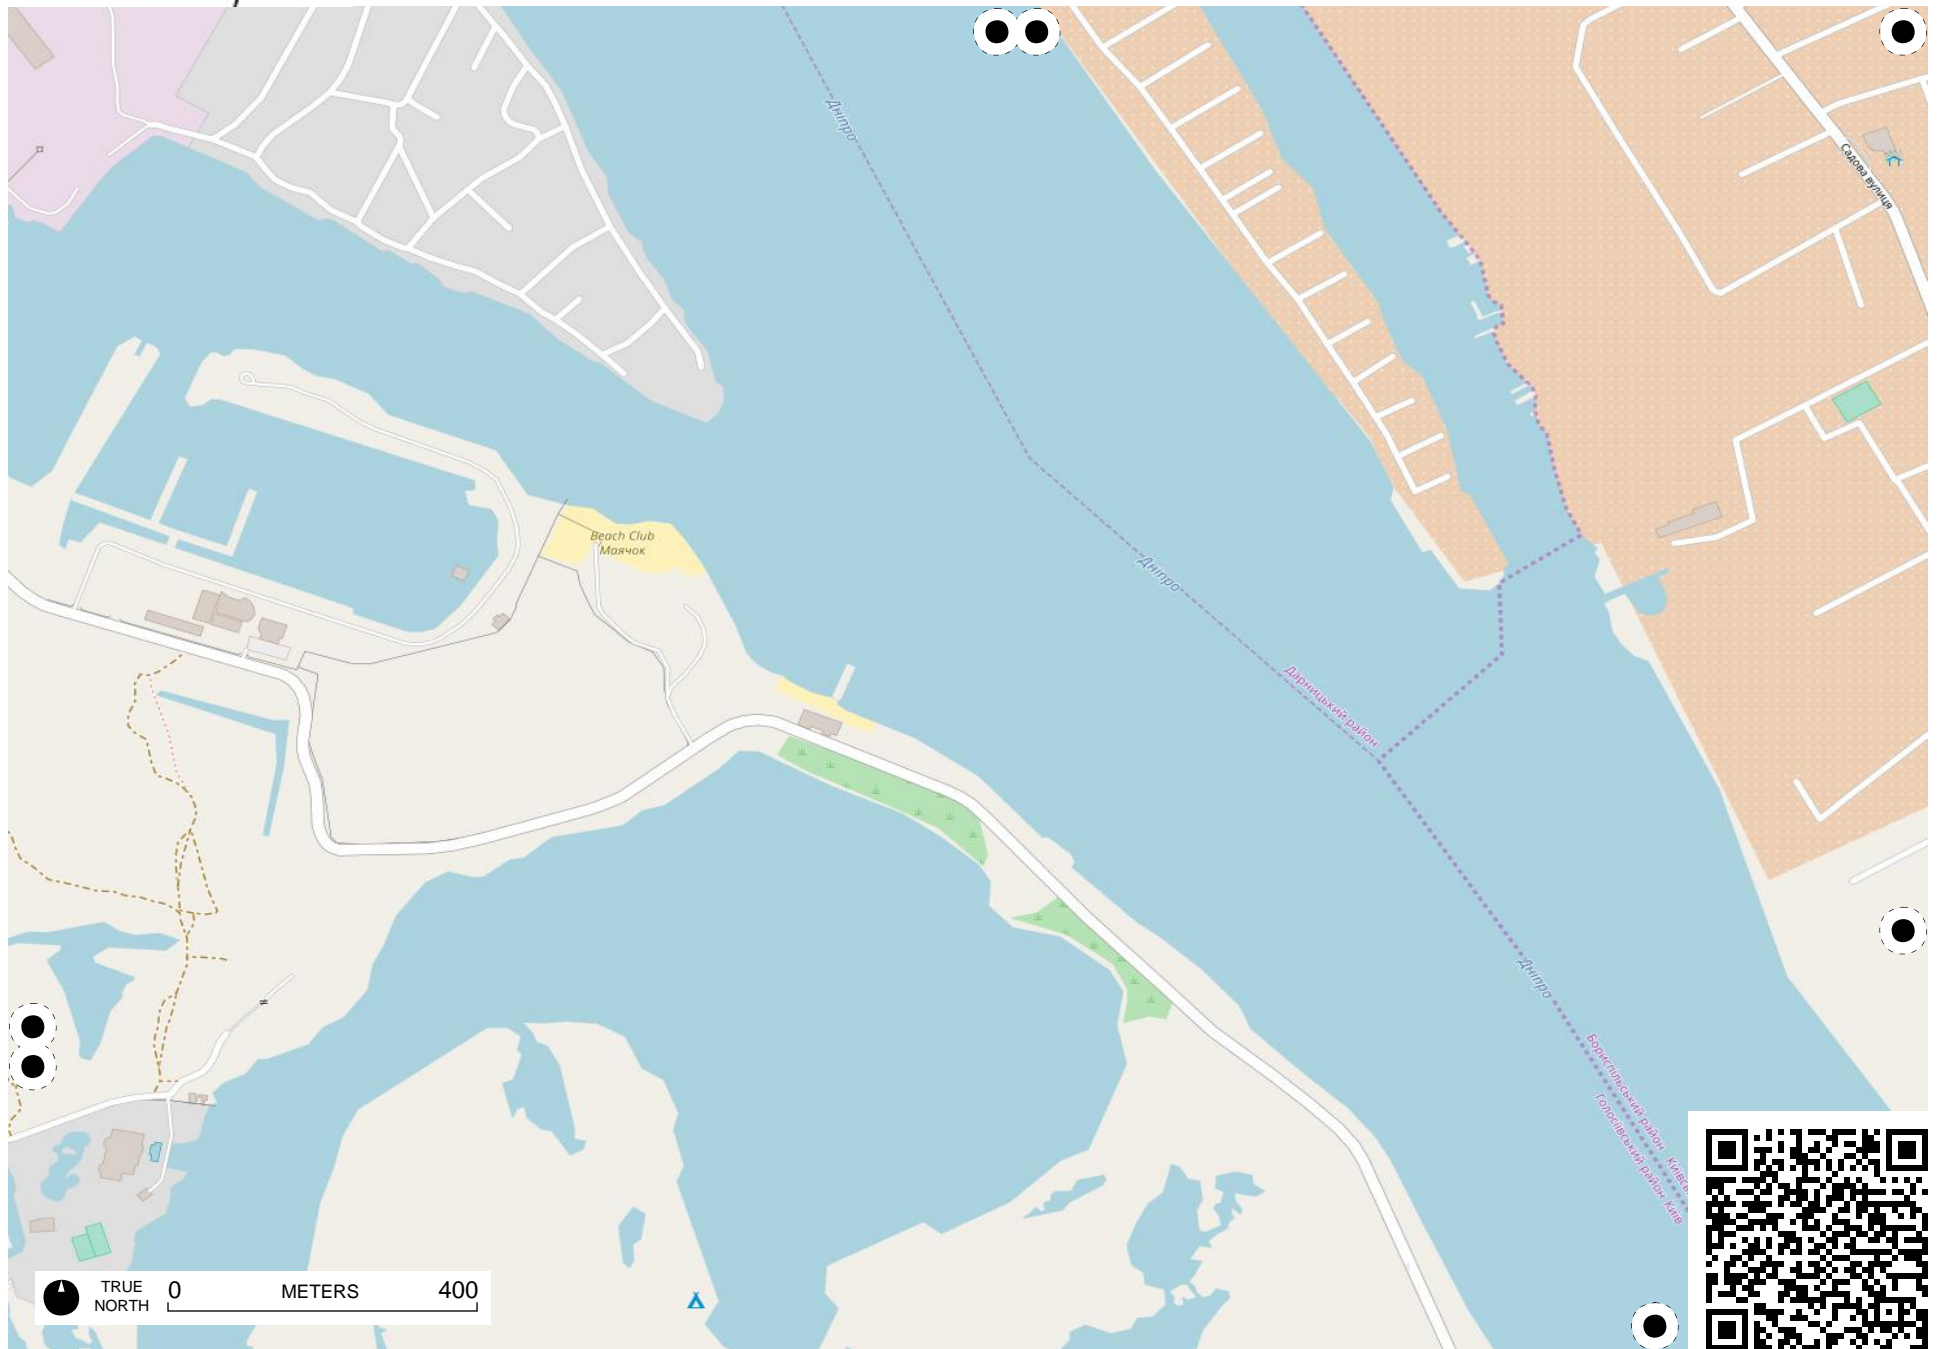 Дніпро
Садова вулиця
Beach Club
Маячок
Дніпро
Дарницький район
Дніпро
Бориспільський район
Голосіївський район
Київ
TRUE
NORTH
0
METERS
400